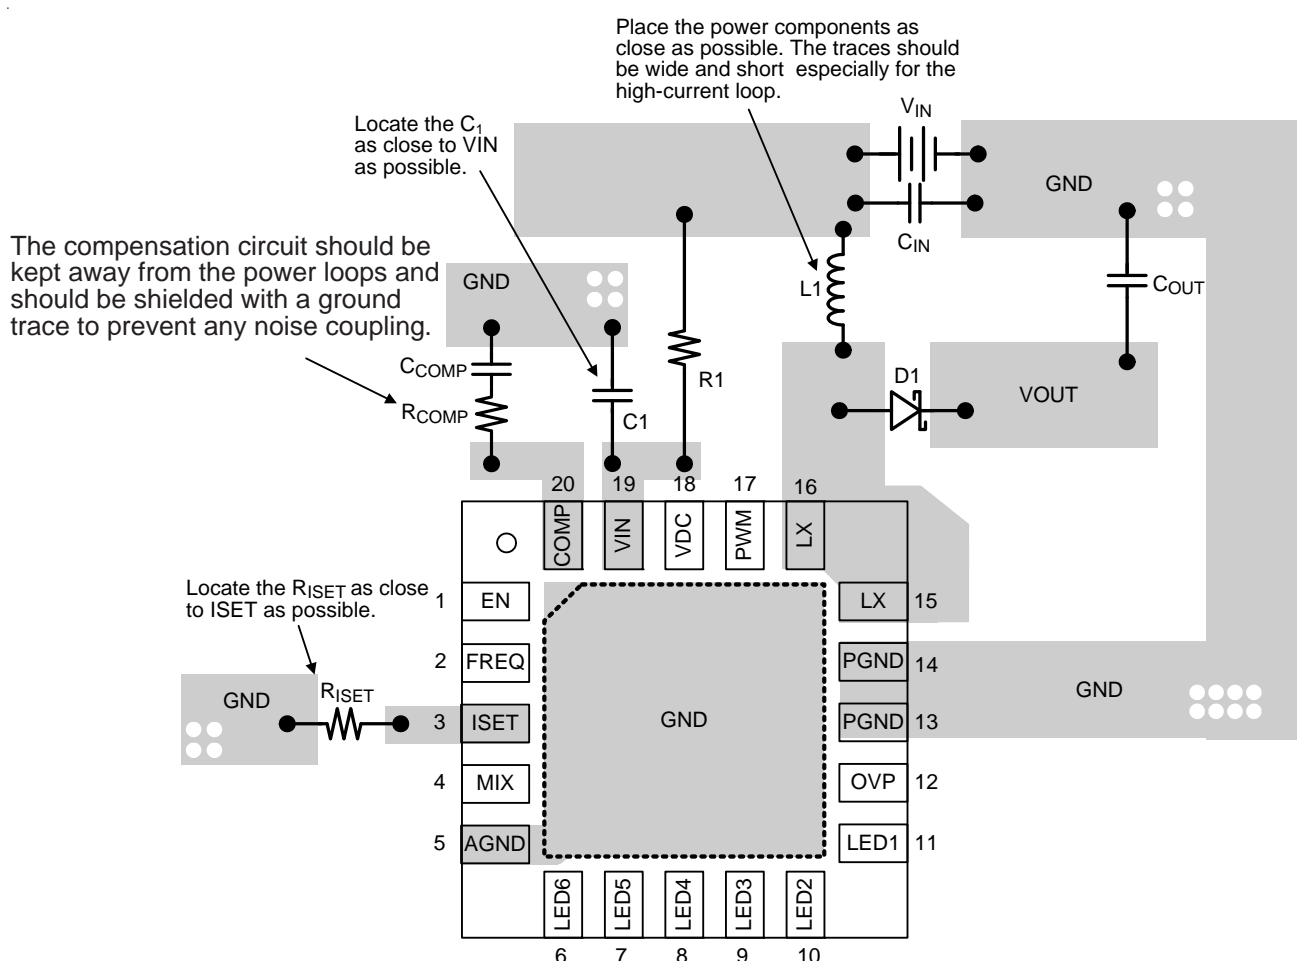 Place the power components as
close as possible. The traces should
be wide and short especially for the
high-current loop.
VIN
Locate the C1
as close to VIN
as possible.
GND
CIN
The compensation circuit should be
kept away from the power loops and
should be shielded with a ground
trace to prevent any noise coupling.
GND
L1
COUT
CCOMP
R1
D1
VOUT
RCOMP
C1
20 19 18 17 16
COMP VIN VDC PWM LX
Locate the RISET as close
to ISET as possible.
1 EN LX 15
2 FREQ PGND 14
GND RISET GND
3 ISET GND PGND 13
4 MIX OVP 12
5 AGND LED1 11
LED6 LED5 LED4 LED3 LED2
6 7 8 9 10